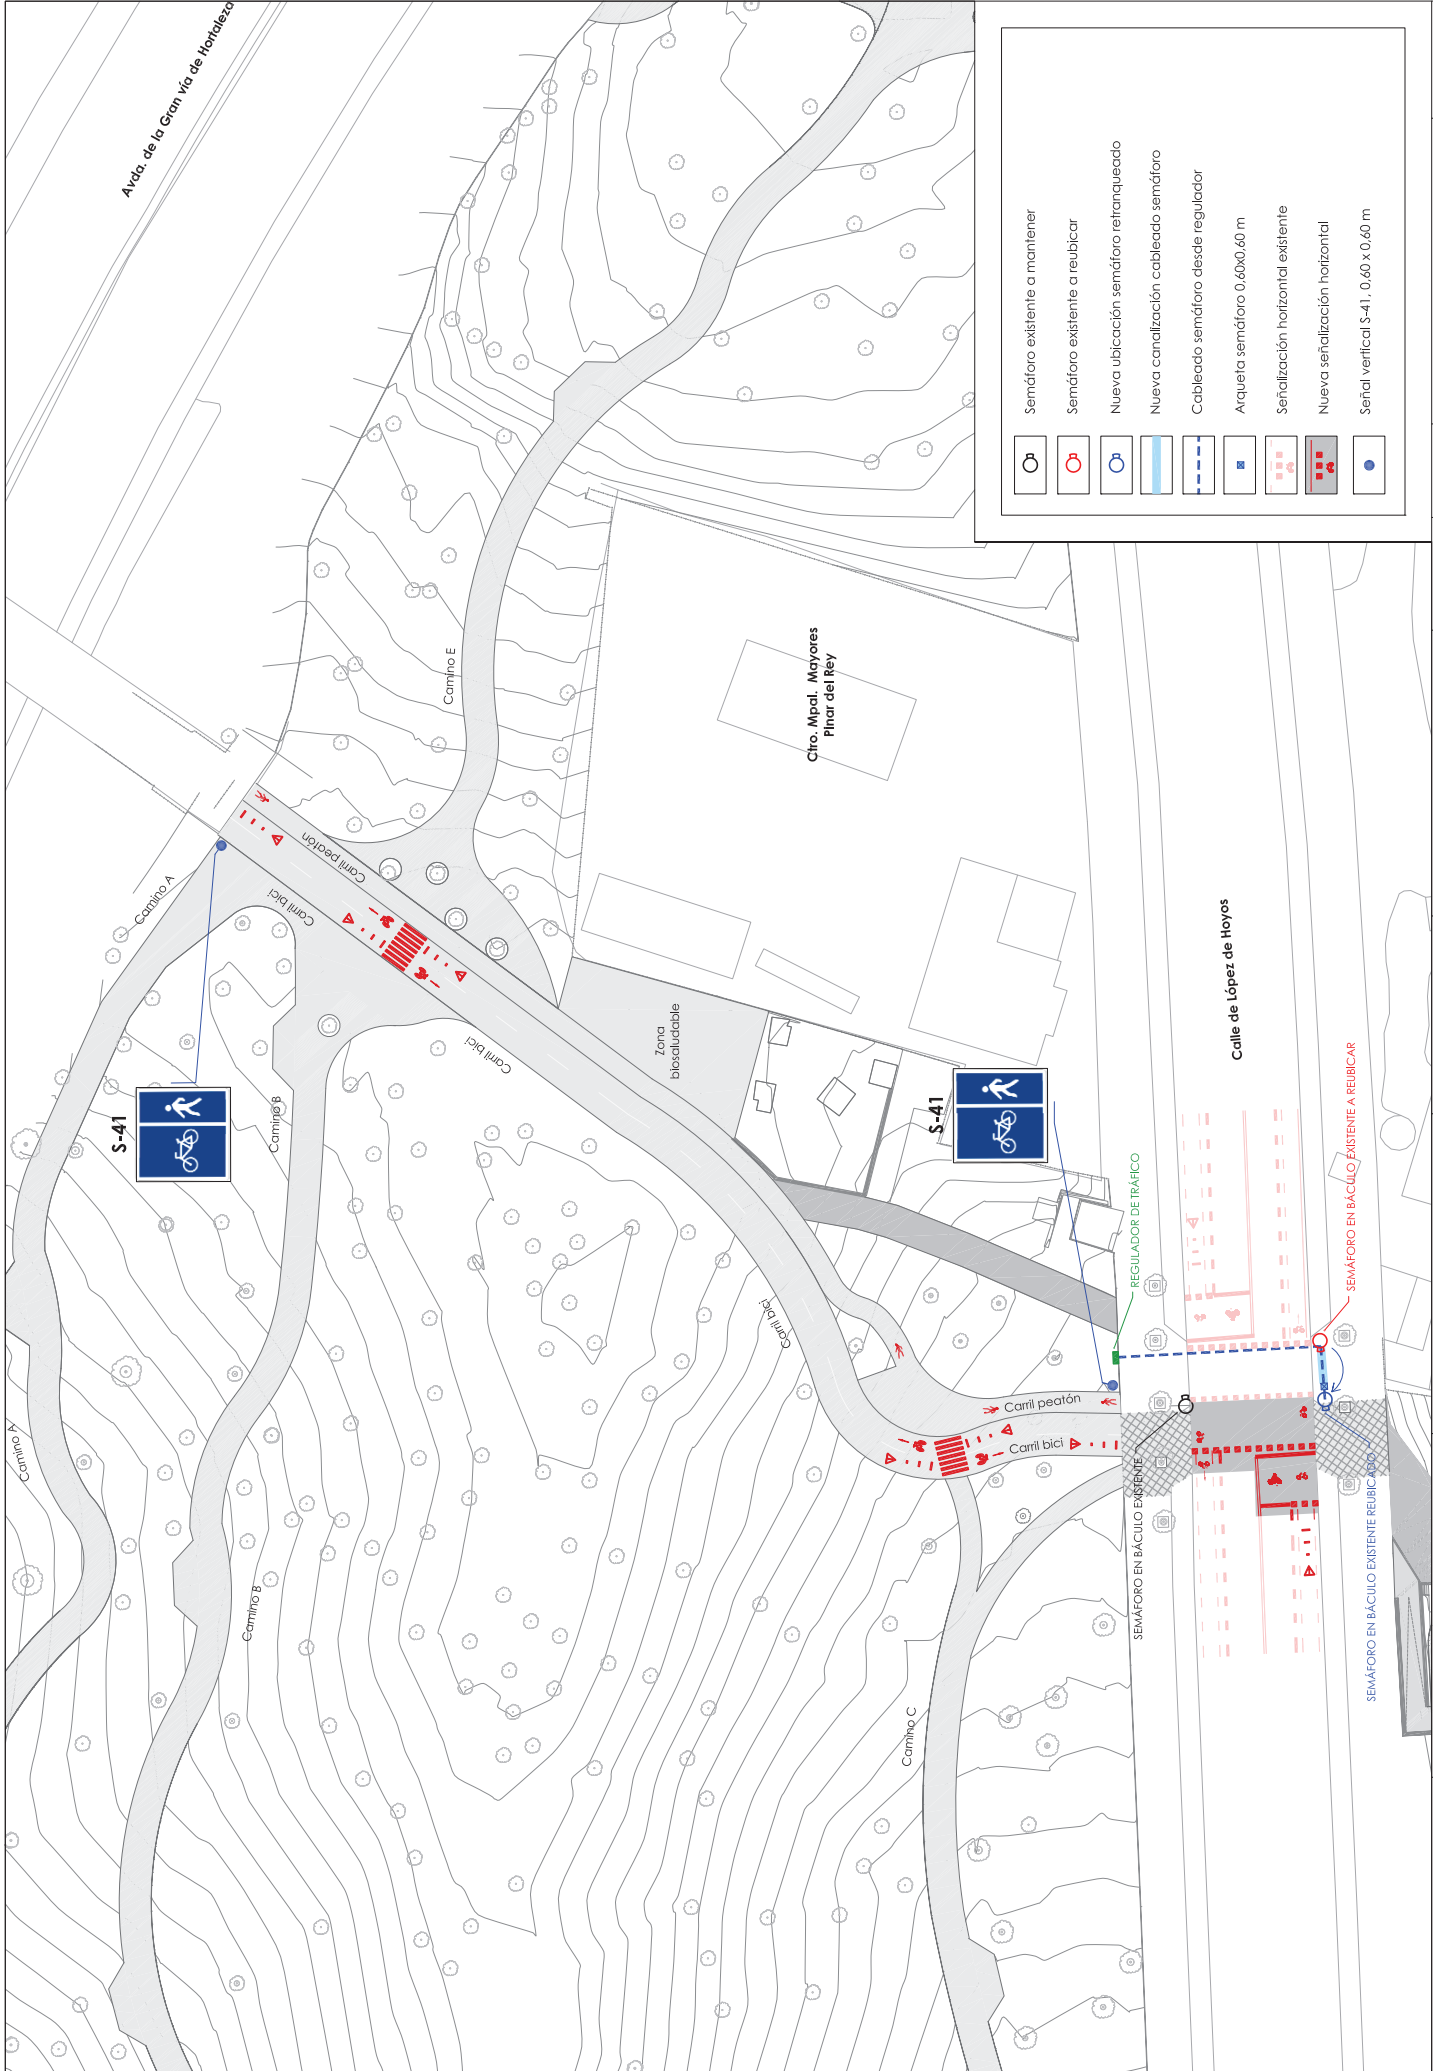 Avda. de la Gran vía de Hortaleza
Camino A
S-41
Camino A
Camino B
Camino B
Carril bici
Carril peatón
Carril bici
Camino E
Zona
biosaludable
Ctro. Mpal. Mayores
Pinar del Rey
Carril bici
S-41
Carril peatón
Carril bici
Camino C
REGULADOR DE TRÁFICO
SEMÁFORO EN BÁCULO EXISTENTE
Calle de López de Hoyos
SEMÁFORO EN BÁCULO EXISTENTE A REUBICAR
SEMÁFORO EN BÁCULO EXISTENTE REUBICADO
Semáforo existente a mantener
Semáforo existente a reubicar
Nueva ubicación semáforo retranqueado
Nueva canalización cableado semáforo
Cableado semáforo desde regulador
Arqueta semáforo 0,60x0,60 m
Señalización horizontal existente
Nueva señalización horizontal
Señal vertical S-41, 0,60 x 0,60 m